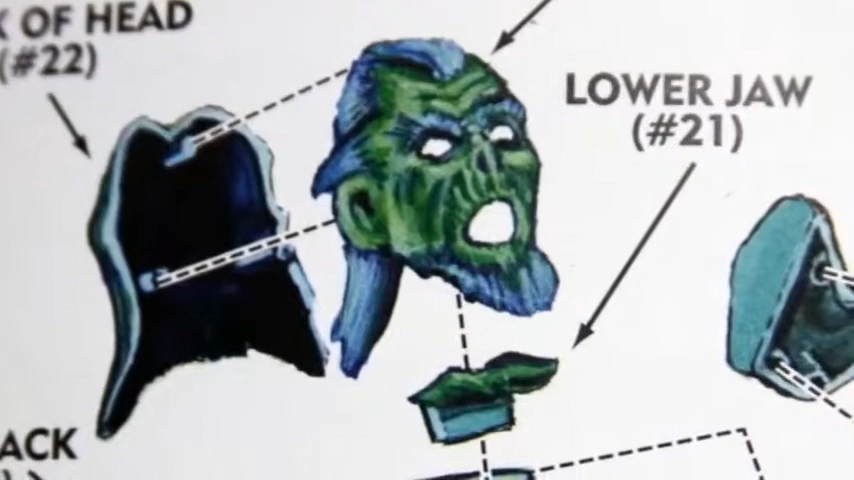 OF HEAD
(#22)
LOWER JAW
(#21)
ACK